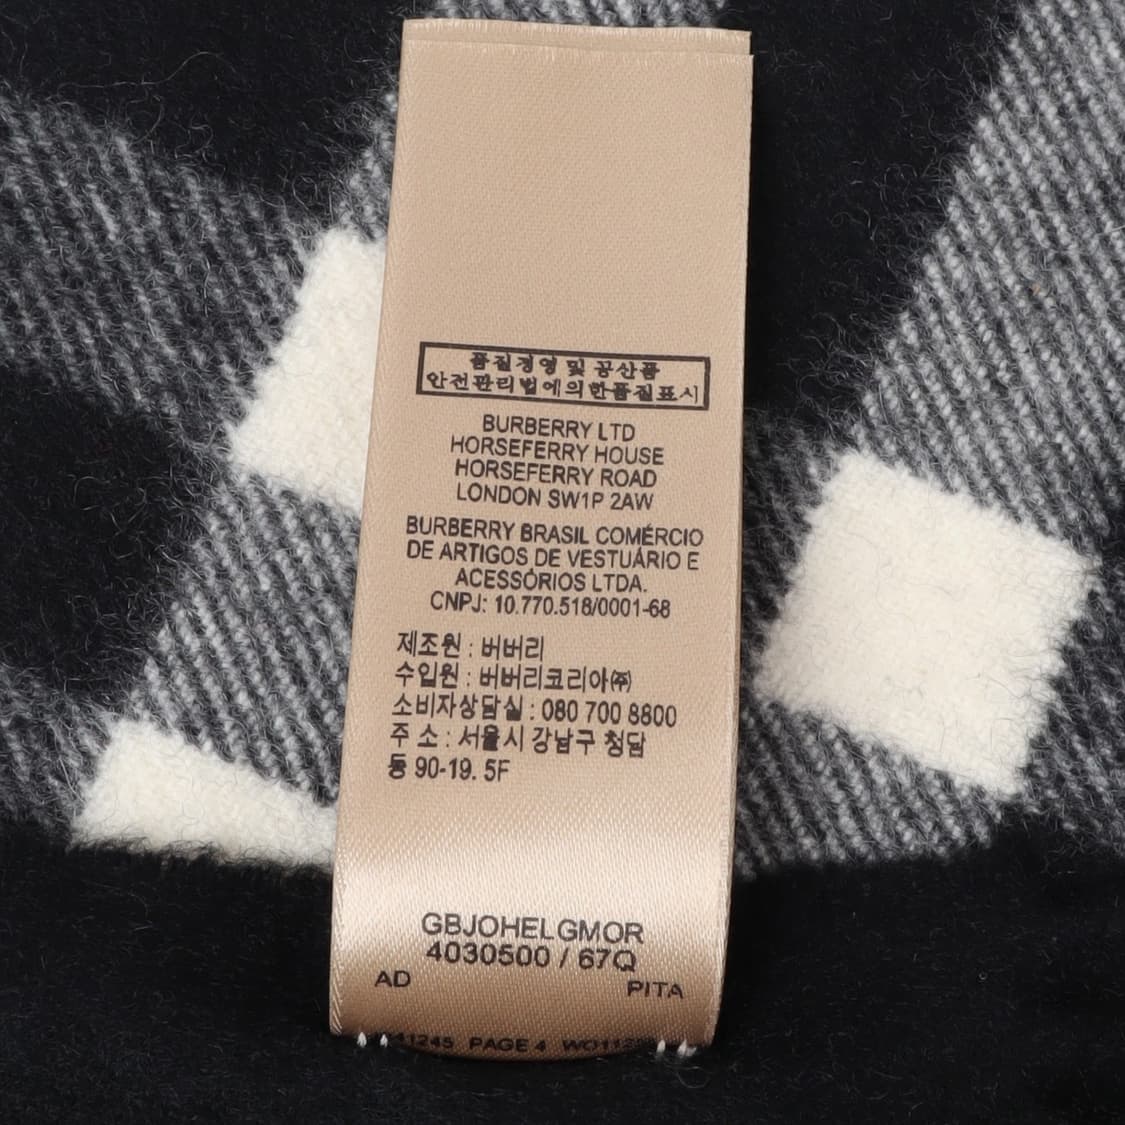 품질경영 및 공산품
안전관리법에의한품질표시
BURBERRY LTD
HORSEFERRY HOUSE
HORSEFERRY ROAD
LONDON SW1P 2AW
BURBERRY BRASIL COMÉRCIO
DE ARTIGOS DE VESTUÁRIO E
ACESSÓRIOS LTDA.
CNPJ: 10.770.518/0001-68
제조원 : 버버리
수입원 : 버버리코리아㈜
소비자상담실 : 080 700 8800
주 소 : 서울시 강남구 청담
동 90-19. 5F
GBJOHELGMOR
4030500 / 67Q
AD PITA
PAGE 4